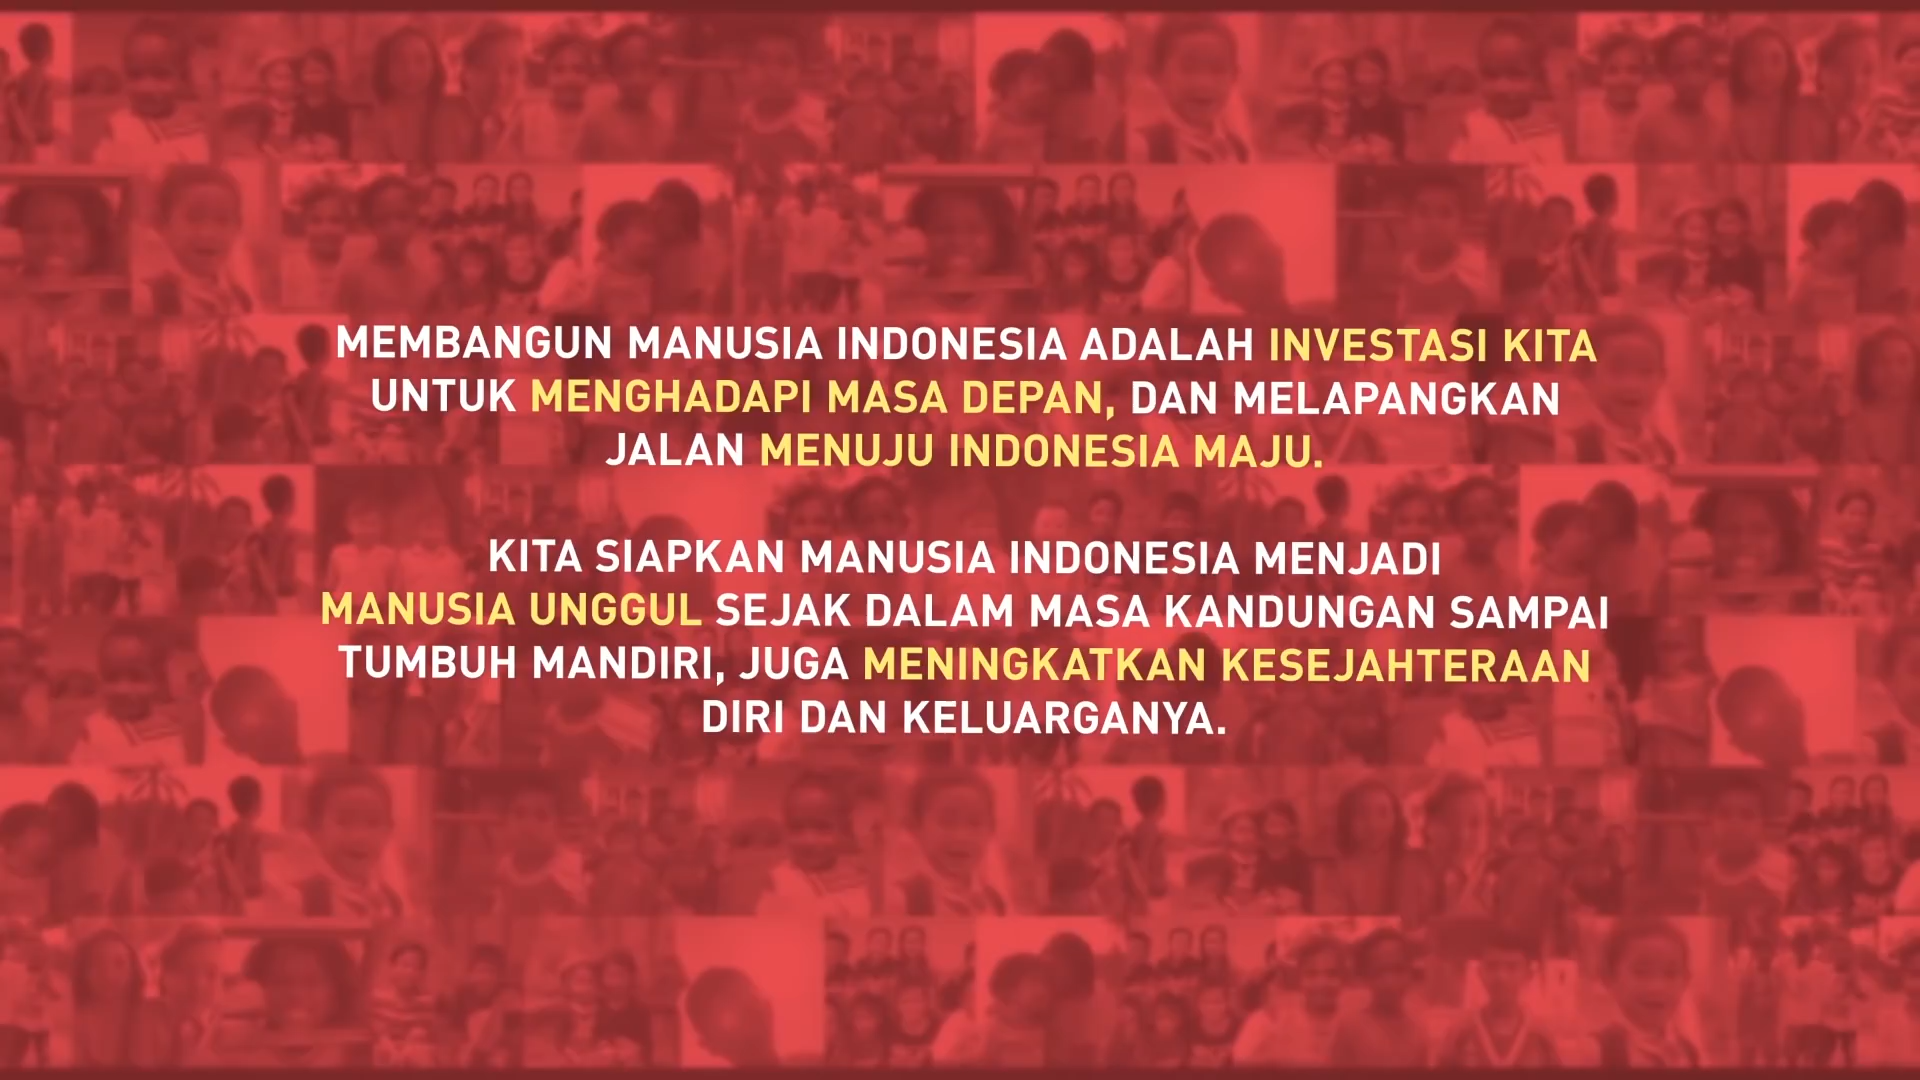 MEMBANGUN MANUSIA INDONESIA ADALAH INVESTASI KITA
UNTUK MENGHADAPI MASA DEPAN, DAN MELAPANGKAN
JALAN MENUJU INDONESIA MAJU.
KITA SIAPKAN MANUSIA INDONESIA MENJADI
MANUSIA UNGGUL SEJAK DALAM MASA KANDUNGAN SAMPAI
TUMBUH MANDIRI, JUGA MENINGKATKAN KESEJAHTERAAN
DIRI DAN KELUARGANYA.